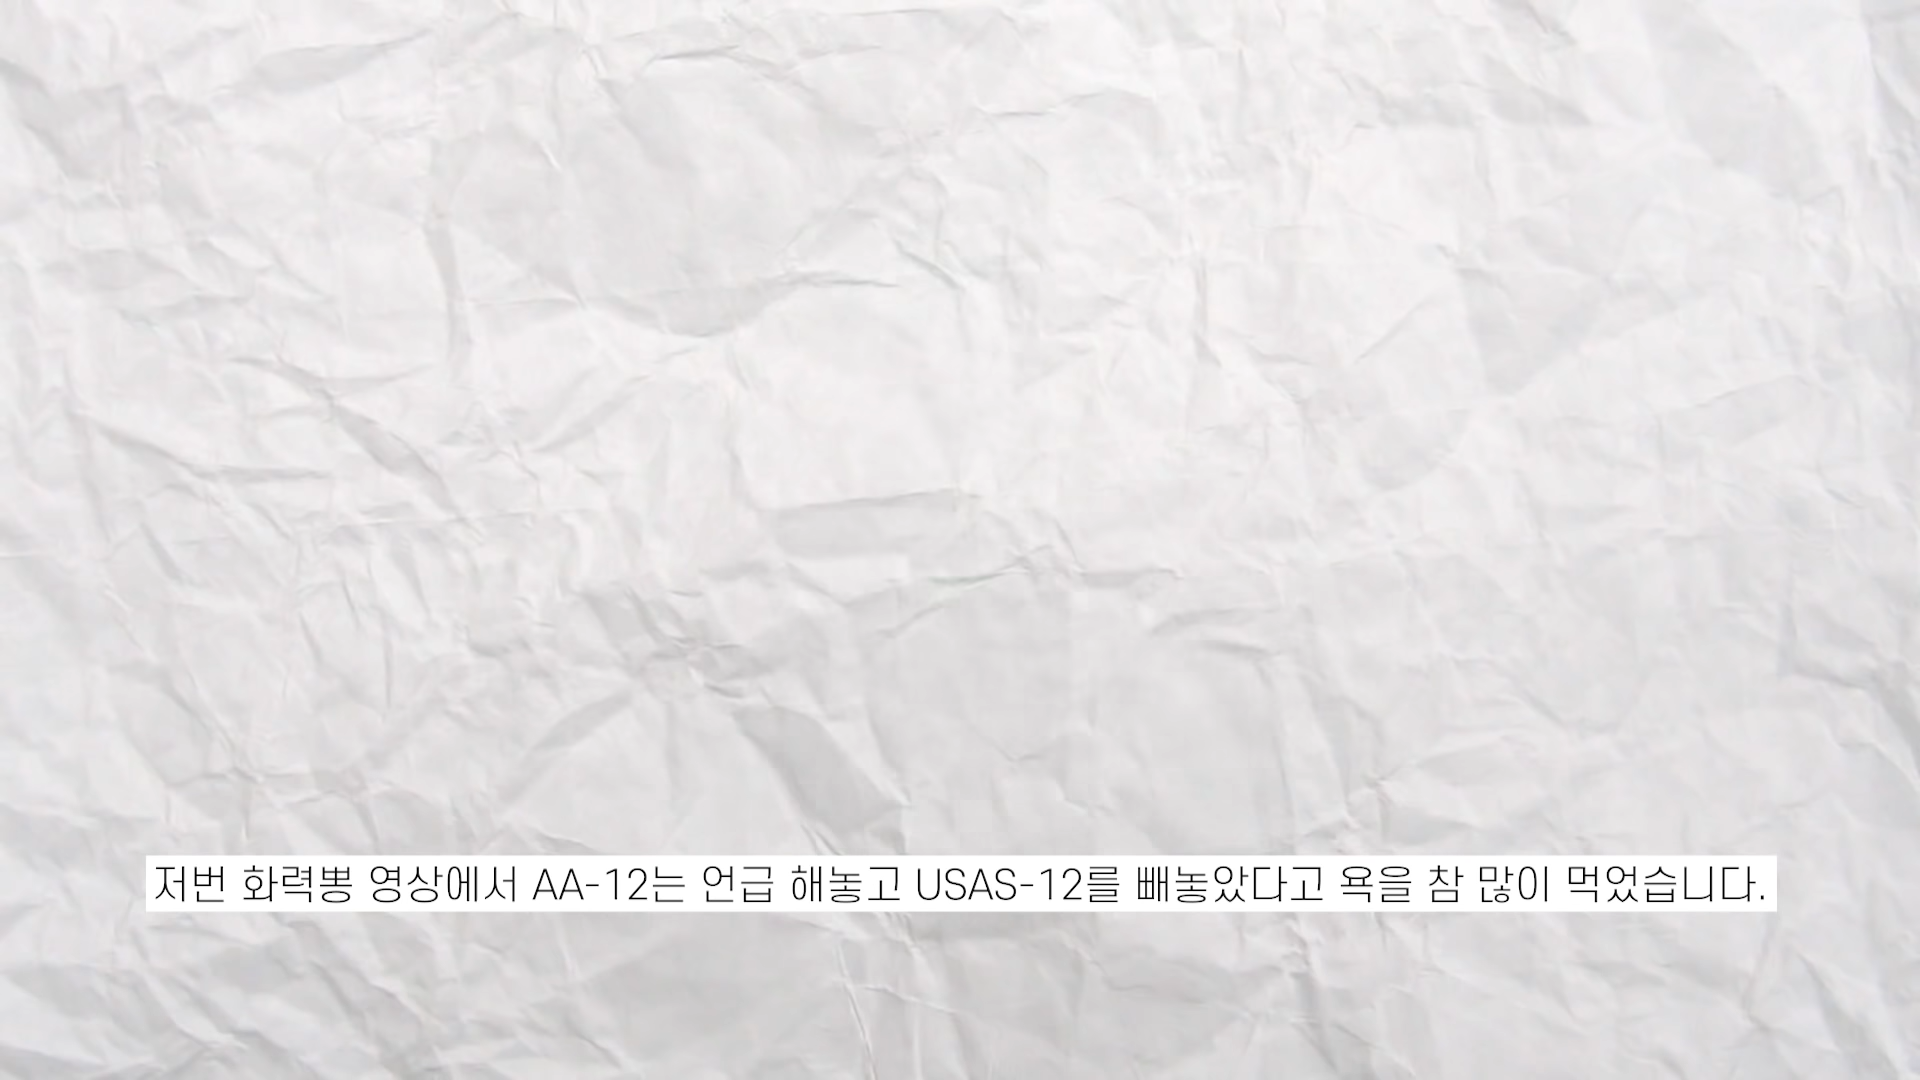 저번 화력뽕 영상에서 AA-12는 언급 해놓고 USAS-12를 빼놓았다고 욕을 참 많이 먹었습니다.